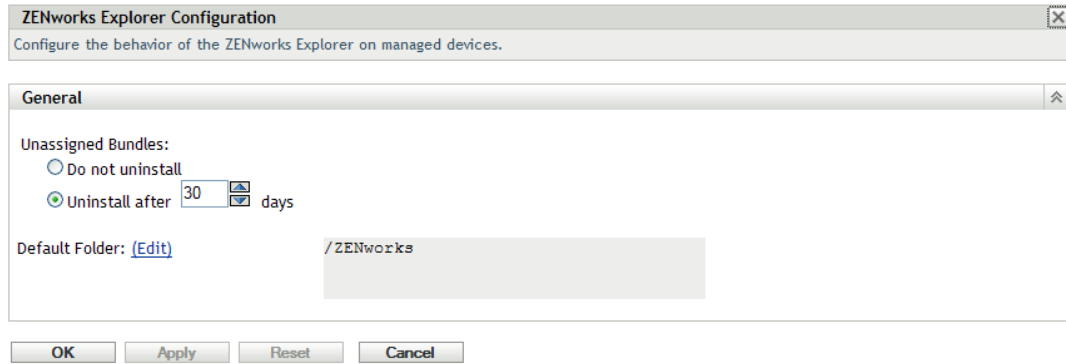 ZENworks Explorer Configuration
Configure the behavior of the ZENworks Explorer on managed devices.
General
Unassigned Bundles:
Do not uninstall
Uninstall after 30 days
Default Folder: (Edit) /ZENworks
OK Apply Reset Cancel